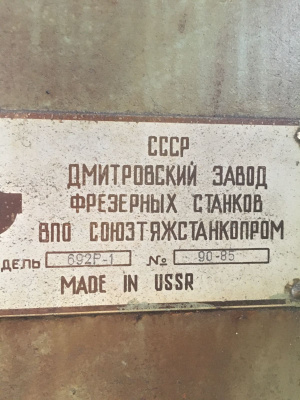 СССР
ДМИТРОВСКИЙ ЗАВОД
ФРЕЗЕРНЫХ СТАНКОВ
ВПО СОЮЗТЯЖСТАНКОПРОМ
ДЕЛЬ 692Р-1 № 90-85
MADE IN USSR